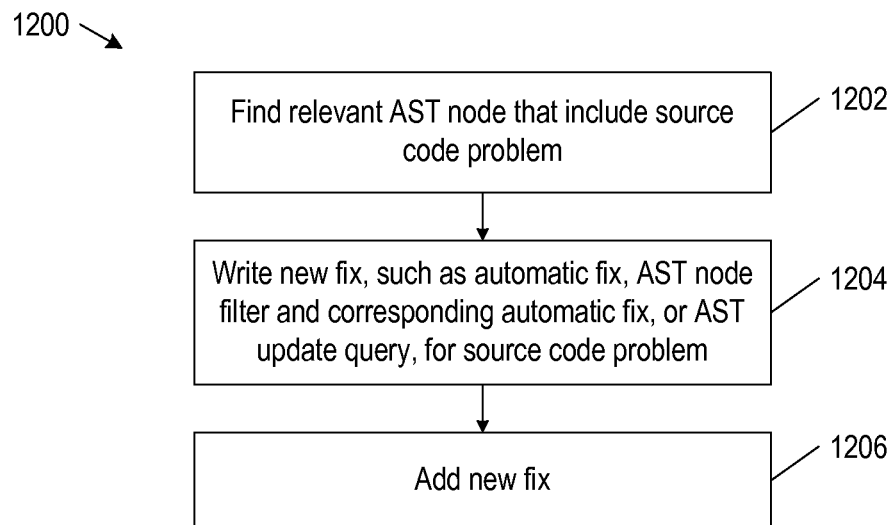 1200
Find relevant AST node that include source
code problem
1202
Write new fix, such as automatic fix, AST node
filter and corresponding automatic fix, or AST
update query, for source code problem
1204
Add new fix
1206